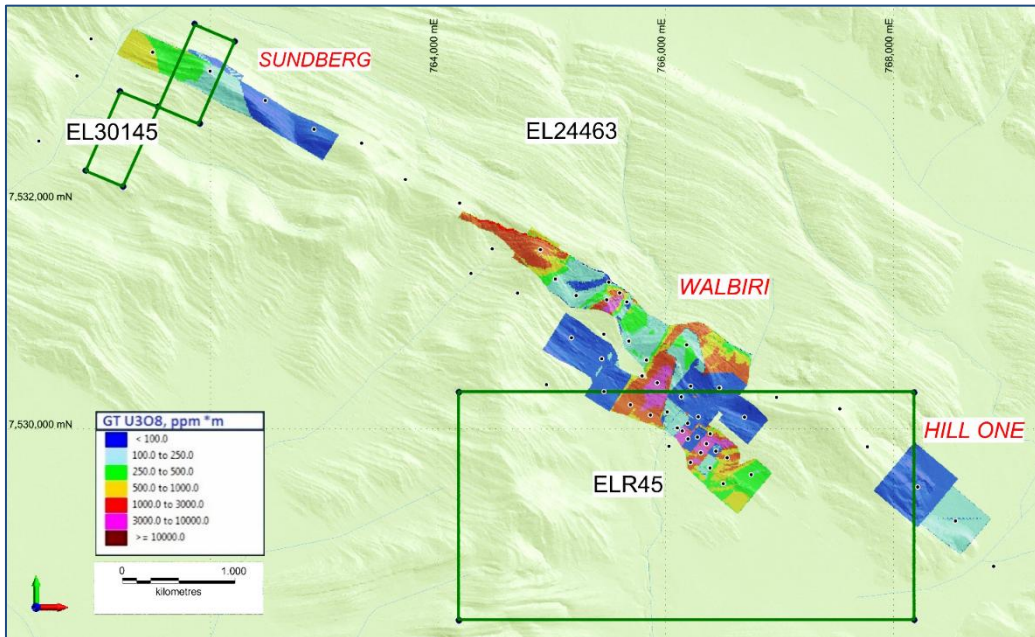 764,000 mE
766,000 mE
768,000 mE
SUNDBERG
EL30145
EL24463
7,532,000 mN
WALBIRI
7,530,000 mN
HILL ONE
ELR45
GT U3O8, ppm *m
< 100.0
100.0 to 250.0
250.0 to 500.0
500.0 to 1000.0
1000.0 to 3000.0
3000.0 to 10000.0
> = 10000.0
0 1.000
kilometres